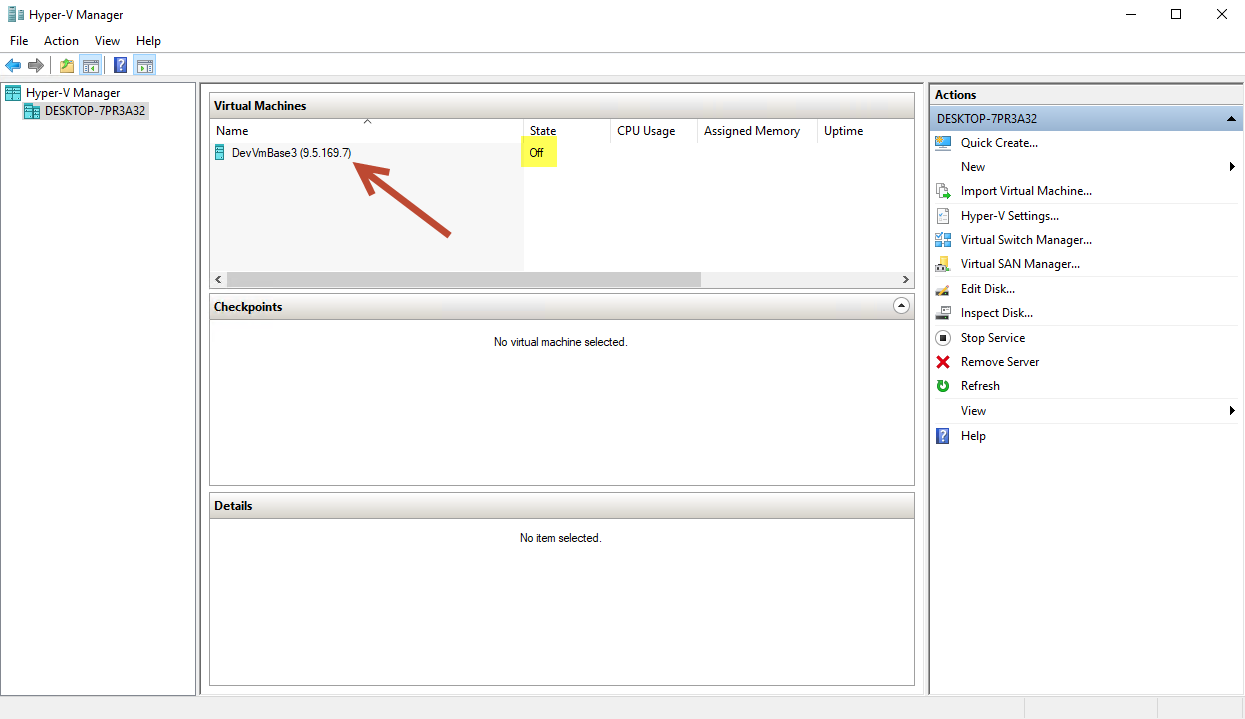 Hyper-V Manager
File Action View Help
Hyper-V Manager
DESKTOP-7PR3A32
Virtual Machines
Name State CPU Usage Assigned Memory Uptime
DevVmBase3 (9.5.169.7) Off
Checkpoints
No virtual machine selected.
Details
No item selected.
Actions
DESKTOP-7PR3A32
Quick Create...
New
Import Virtual Machine...
Hyper-V Settings...
Virtual Switch Manager...
Virtual SAN Manager...
Edit Disk...
Inspect Disk...
Stop Service
Remove Server
Refresh
View
Help